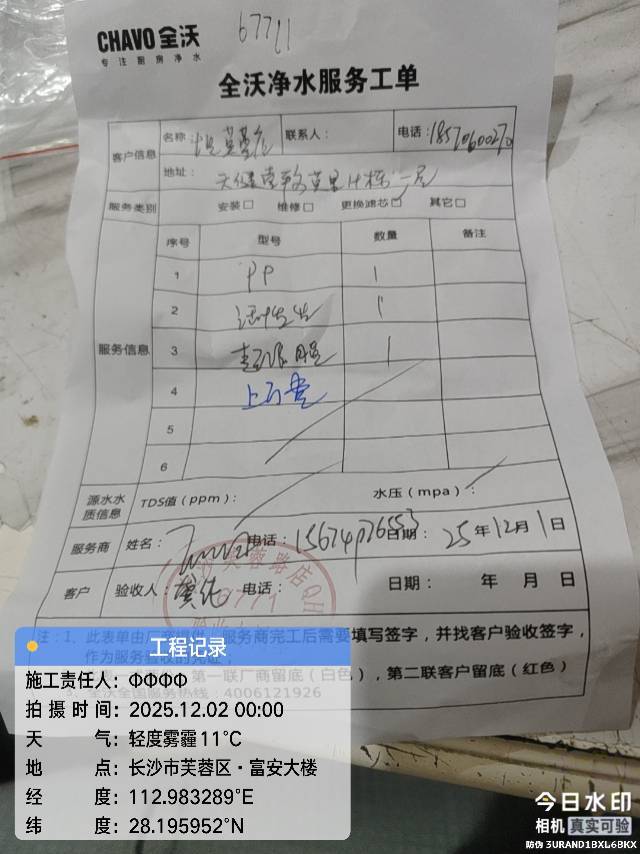 CHAVO 全沃
专注厨房净水
67711
全沃净水服务工单
客户信息
名称：
联系人：
电话：18570600270
地址：
服务类别
安装□ 维修□ 更换滤芯□ 其它□
服务信息
序号 型号 数量 备注
1 PP 1
2 1
3 1
4
5
6
源水水质信息
TDS值（ppm）： 水压（mpa）：
服务商
姓名： 电话： 日期：25年12月1日
客户
验收人： 电话： 日期： 年 月 日
注：1、此表单由 服务商完工后需要填写签字，并找客户验收签字，
第一联厂商留底（白色），第二联客户留底（红色）
全沃全国服务热线：4006121926
工程记录
施工责任人：ФФФФ
拍摄时间：2025.12.02 00:00
天气：轻度雾霾 11℃
地点：长沙市芙蓉区·富安大楼
经度：112.983289°E
纬度：28.195952°N
今日水印
相机 真实可验
防伪 3URAND1BXL6BKX